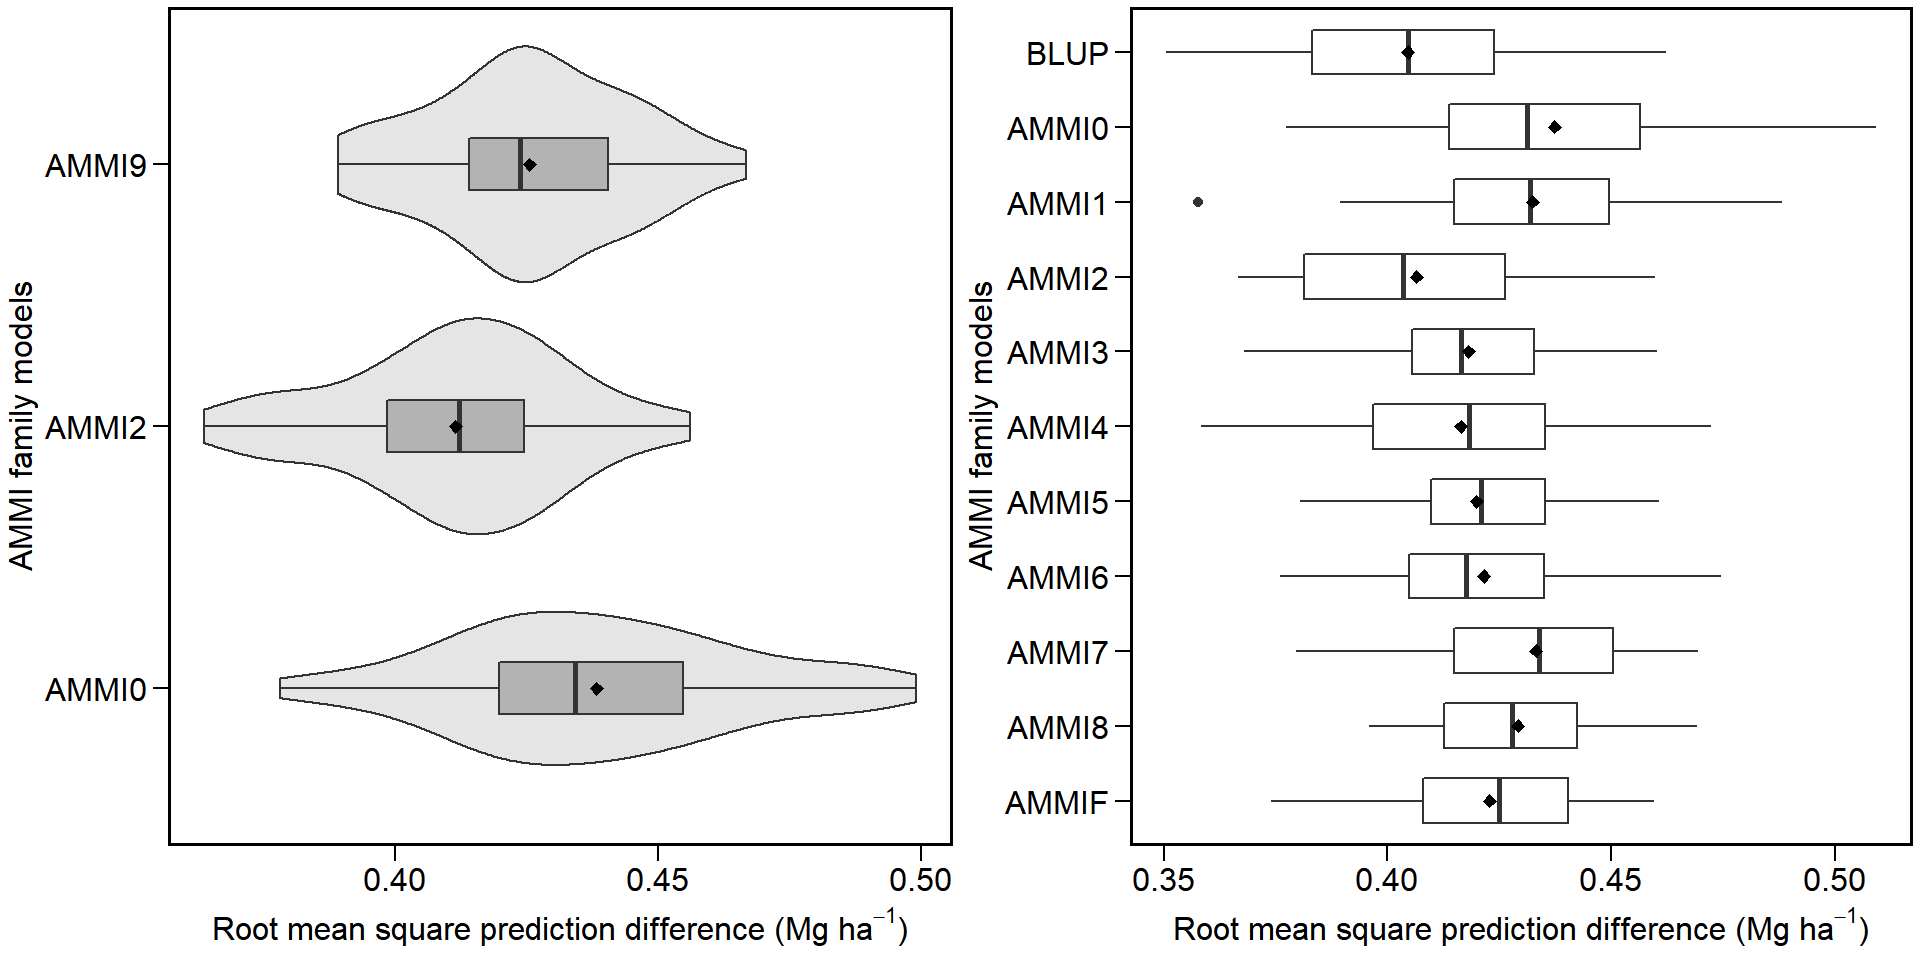 AMMI family models
AMMI9
AMMI2
AMMI0
0.40 0.45 0.50
Root mean square prediction difference (Mg ha⁻¹)
AMMI family models
BLUP
AMMI0
AMMI1
AMMI2
AMMI3
AMMI4
AMMI5
AMMI6
AMMI7
AMMI8
AMMIF
0.35 0.40 0.45 0.50
Root mean square prediction difference (Mg ha⁻¹)